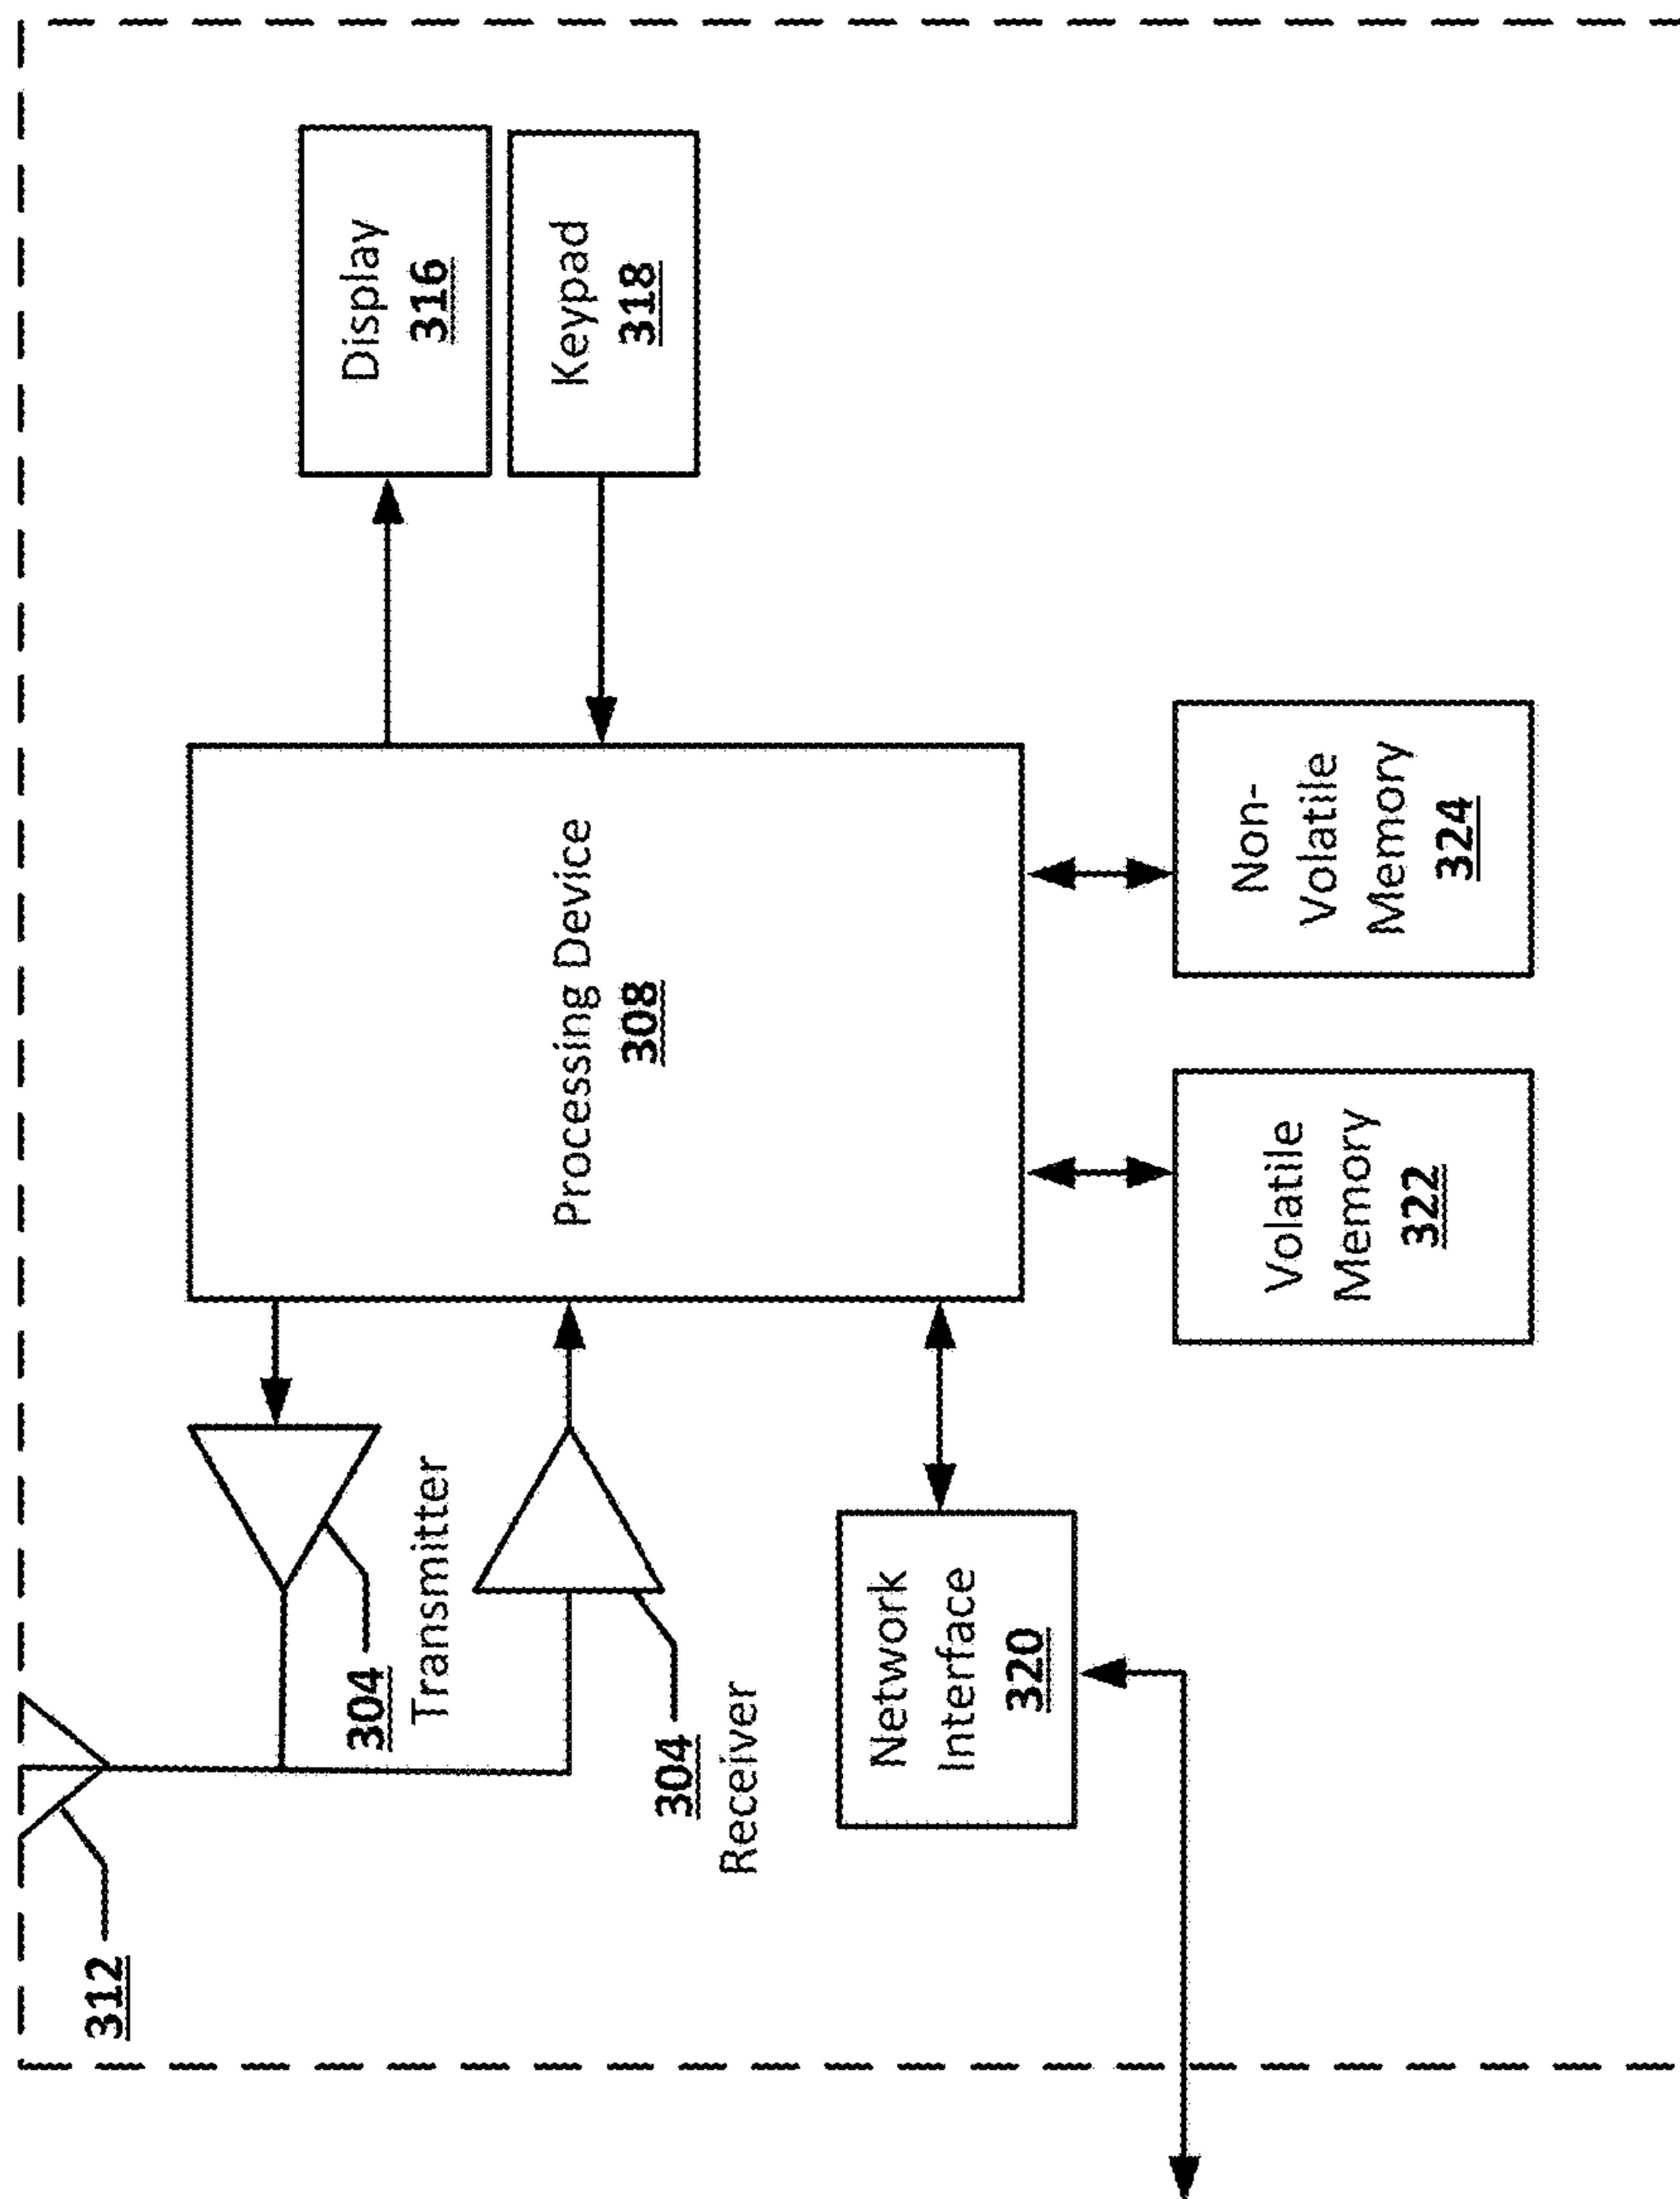 312
304
Transmitter
304
Receiver
Network
Interface
320
Processing Device
308
Volatile
Memory
322
Non-
Volatile
Memory
324
Display
316
Keypad
318